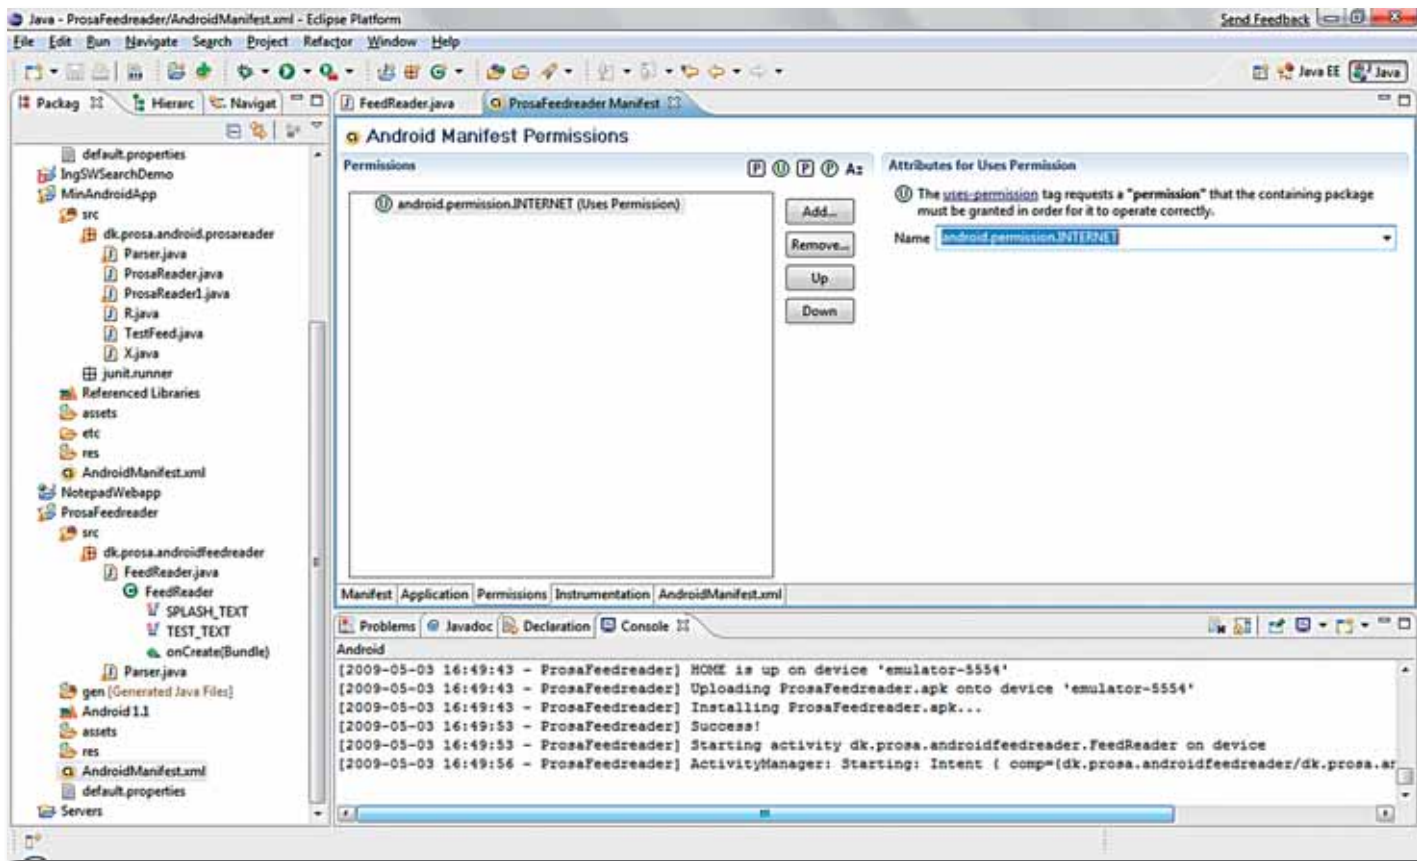 Java - ProsaFeedreader/AndroidManifest.xml - Eclipse Platform
Send Feedback
File Edit Run Navigate Search Project Refactor Window Help
Java EE Java
Packag Hierarc Navigat
FeedReader.java ProsaFeedreader Manifest
default.properties
IngSWSearchDemo
MinAndroidApp
src
dk.prosa.android.prosareader
Parser.java
ProsaReader.java
ProsaReader1.java
R.java
TestFeed.java
X.java
junit.runner
Referenced Libraries
assets
etc
res
AndroidManifest.xml
NotepadWebapp
ProsaFeedreader
src
dk.prosa.androidfeedreader
FeedReader.java
FeedReader
SPLASH_TEXT
TEST_TEXT
onCreate(Bundle)
Parser.java
gen [Generated Java Files]
Android 1.1
assets
res
AndroidManifest.xml
default.properties
Servers
Android Manifest Permissions
Permissions
P U P P Az
android.permission.INTERNET (Uses Permission)
Add...
Remove...
Up
Down
Attributes for Uses Permission
U The uses-permission tag requests a "permission" that the containing package
must be granted in order for it to operate correctly.
Name android.permission.INTERNET
Manifest Application Permissions Instrumentation AndroidManifest.xml
Problems Javadoc Declaration Console
Android
[2009-05-03 16:49:43 - ProsaFeedreader] HOME is up on device 'emulator-5554'
[2009-05-03 16:49:43 - ProsaFeedreader] Uploading ProsaFeedreader.apk onto device 'emulator-5554'
[2009-05-03 16:49:43 - ProsaFeedreader] Installing ProsaFeedreader.apk...
[2009-05-03 16:49:53 - ProsaFeedreader] Success!
[2009-05-03 16:49:53 - ProsaFeedreader] Starting activity dk.prosa.androidfeedreader.FeedReader on device
[2009-05-03 16:49:56 - ProsaFeedreader] ActivityManager: Starting: Intent { comp={dk.prosa.androidfeedreader/dk.prosa.ar